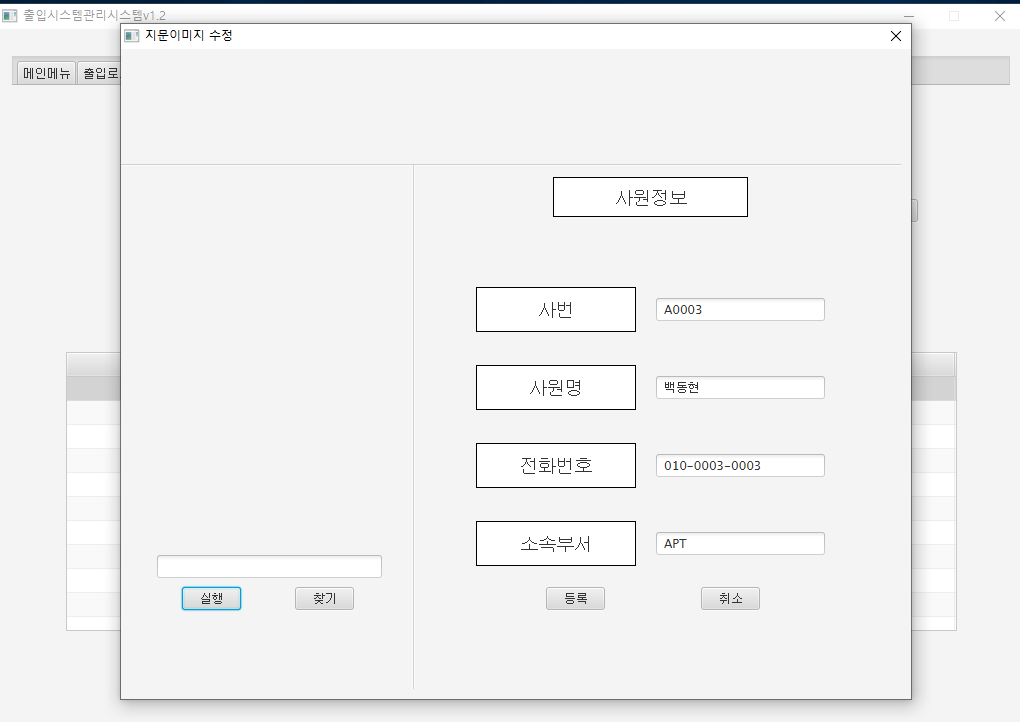 출입시스템관리시스템v1.2
지문이미지 수정
메인메뉴 출입로
사원정보
사번 A0003
사원명 백동현
전화번호 010-0003-0003
소속부서 APT
실행 찾기 등록 취소